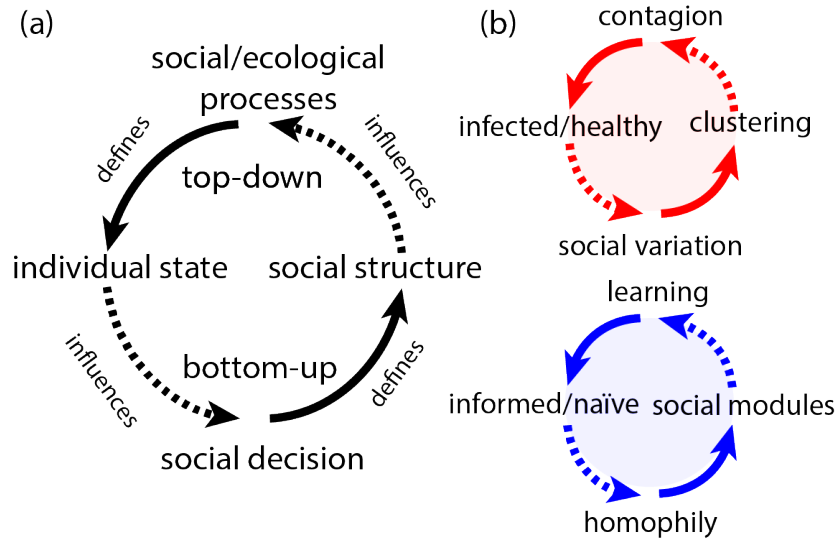 (a)
social/ecological
processes
defines
influences
top-down
individual state
social structure
influences
bottom-up
defines
social decision
(b)
contagion
infected/healthy
clustering
social variation
learning
informed/naïve
social modules
homophily